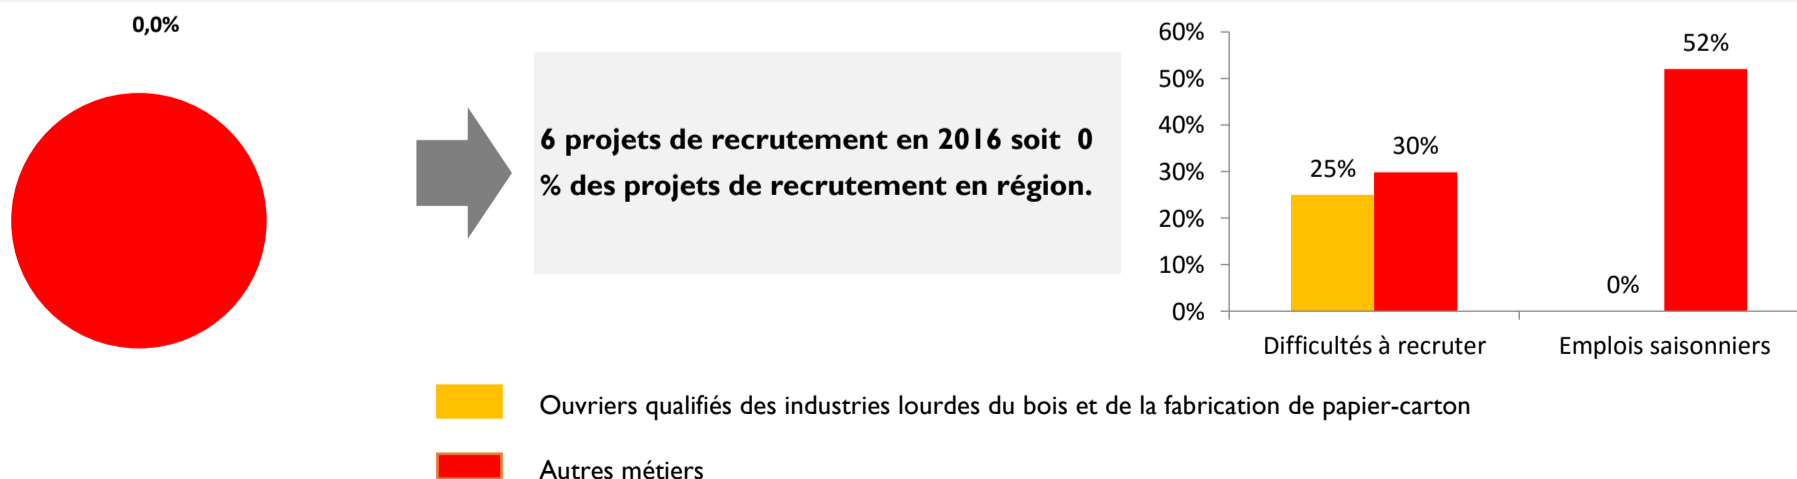 0,0%
6 projets de recrutement en 2016 soit 0
% des projets de recrutement en région.
60%
50%
40%
30%
20%
10%
0%
25%
30%
0%
52%
Difficultés à recruter
Emplois saisonniers
Ouvriers qualifiés des industries lourdes du bois et de la fabrication de papier-carton
Autres métiers